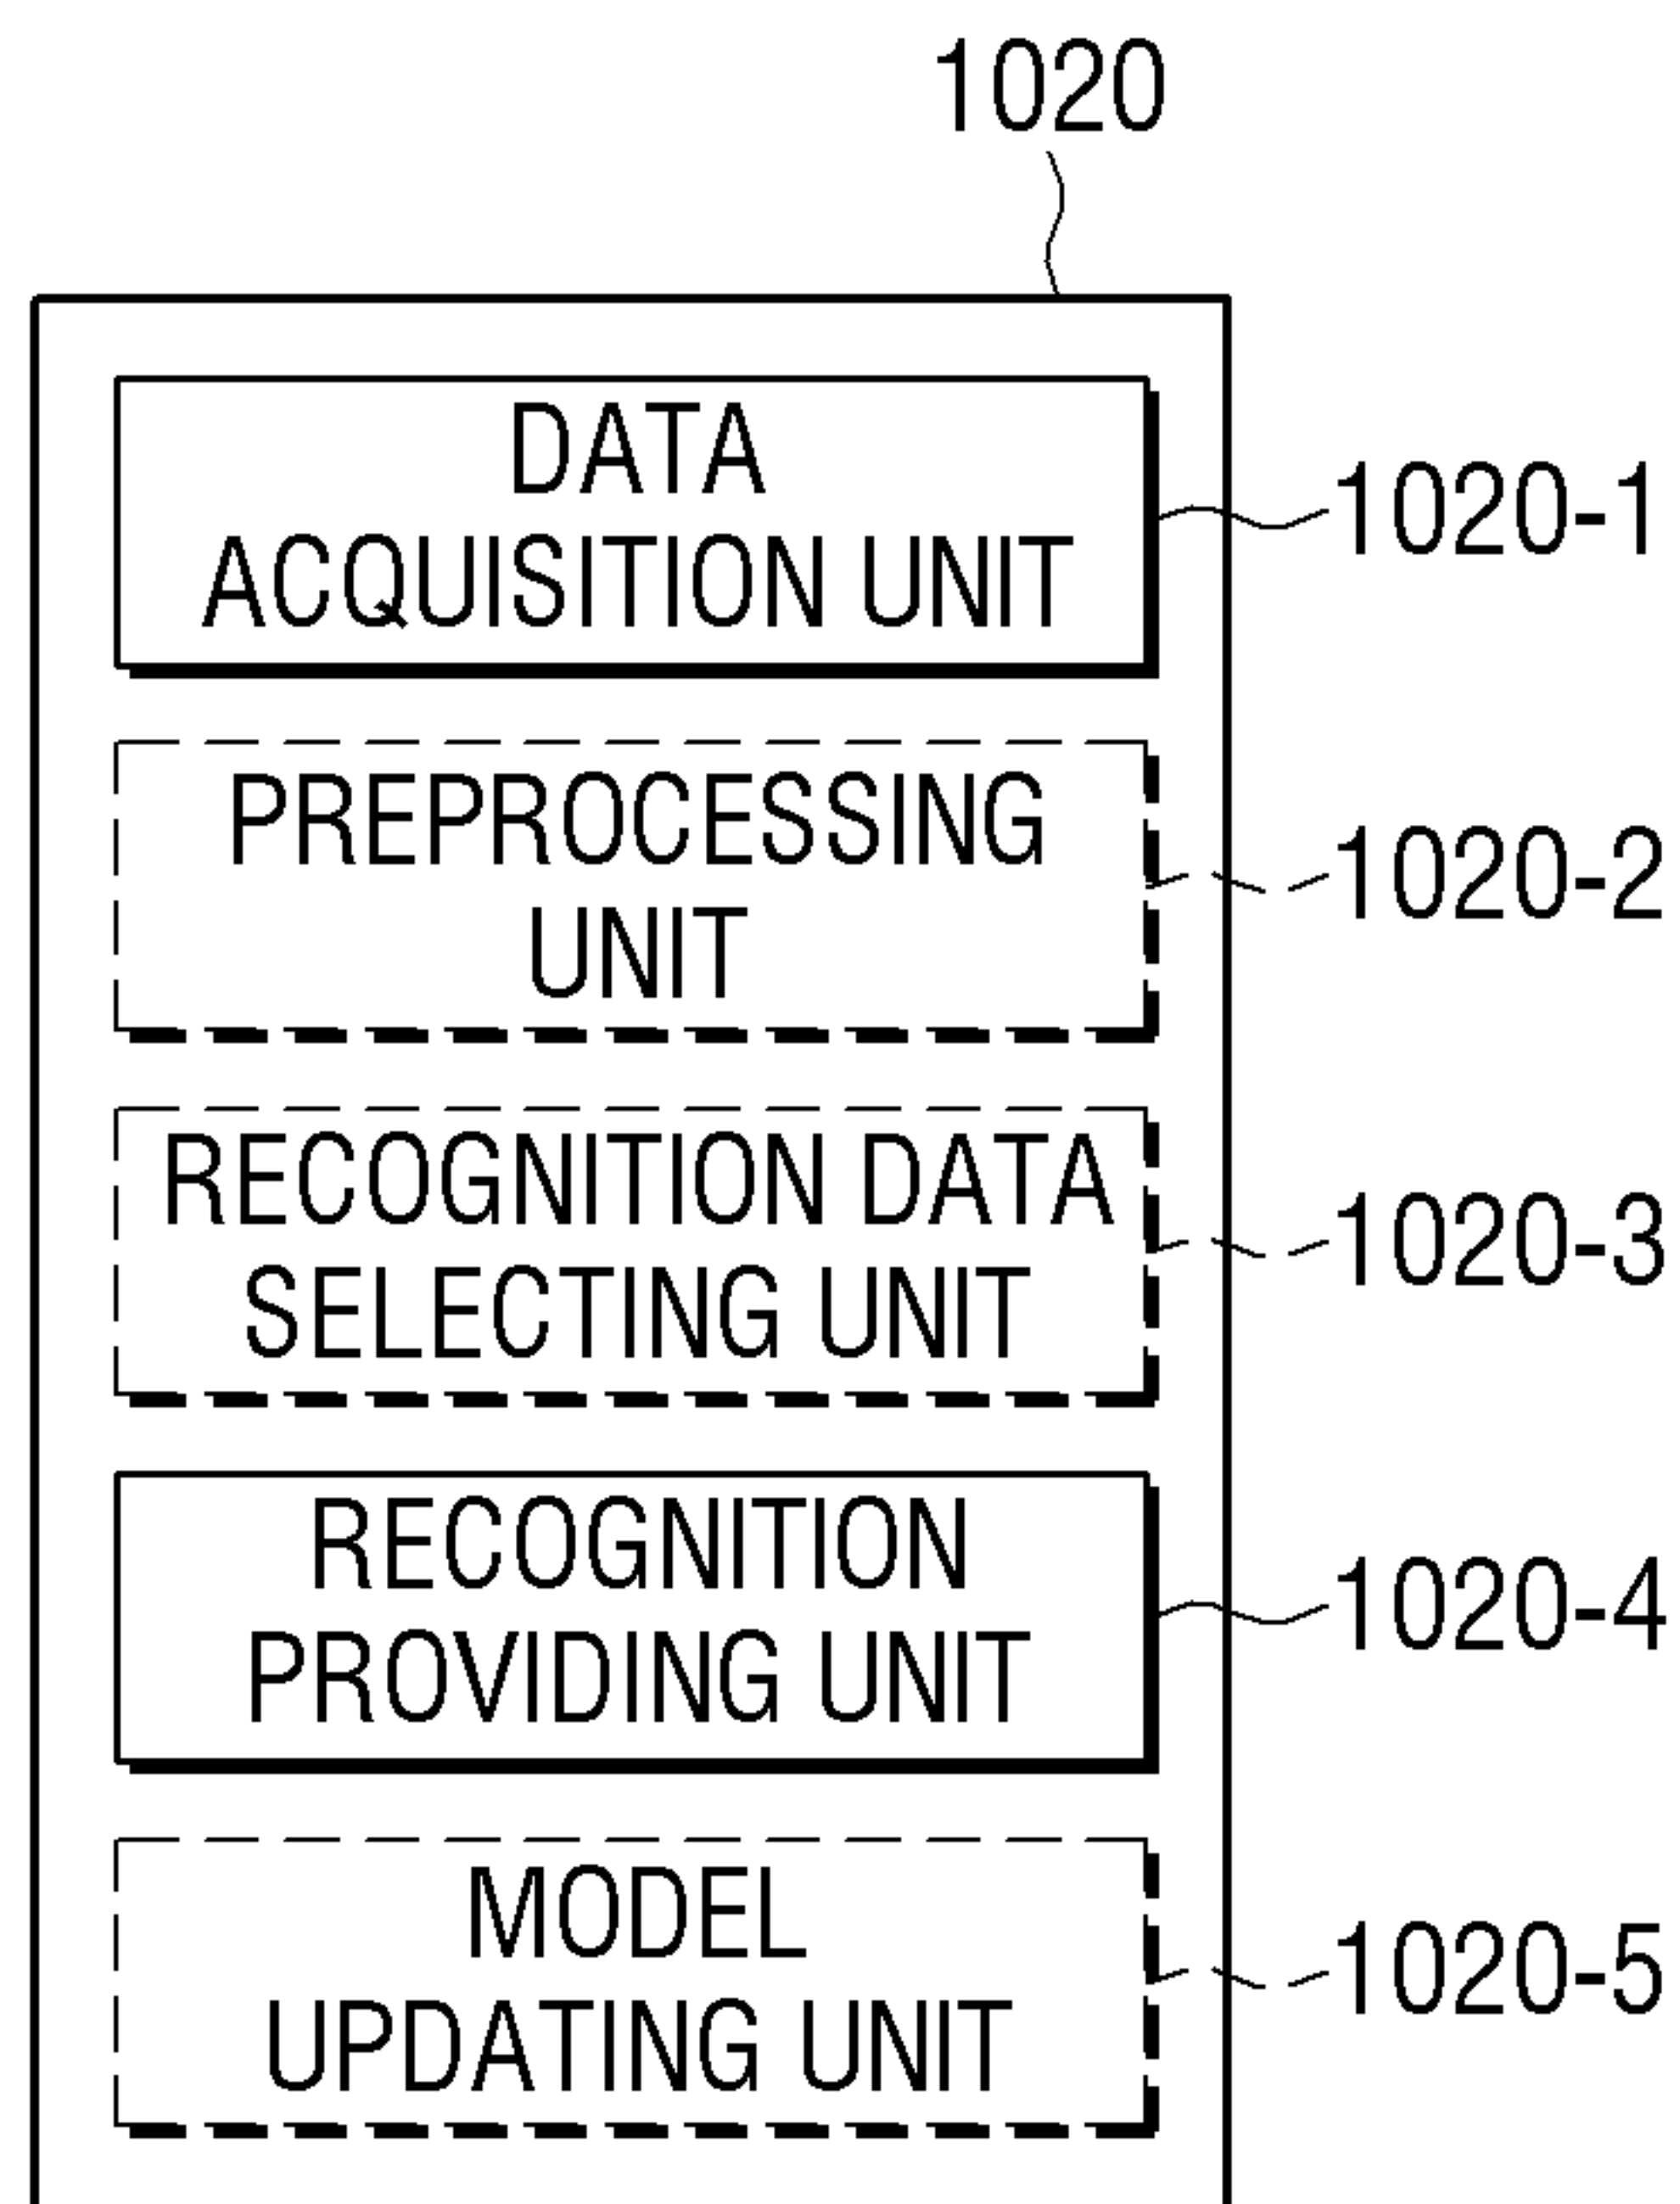 1020
DATA
ACQUISITION UNIT
1020-1
PREPROCESSING
UNIT
1020-2
RECOGNITION DATA
SELECTING UNIT
1020-3
RECOGNITION
PROVIDING UNIT
1020-4
MODEL
UPDATING UNIT
1020-5